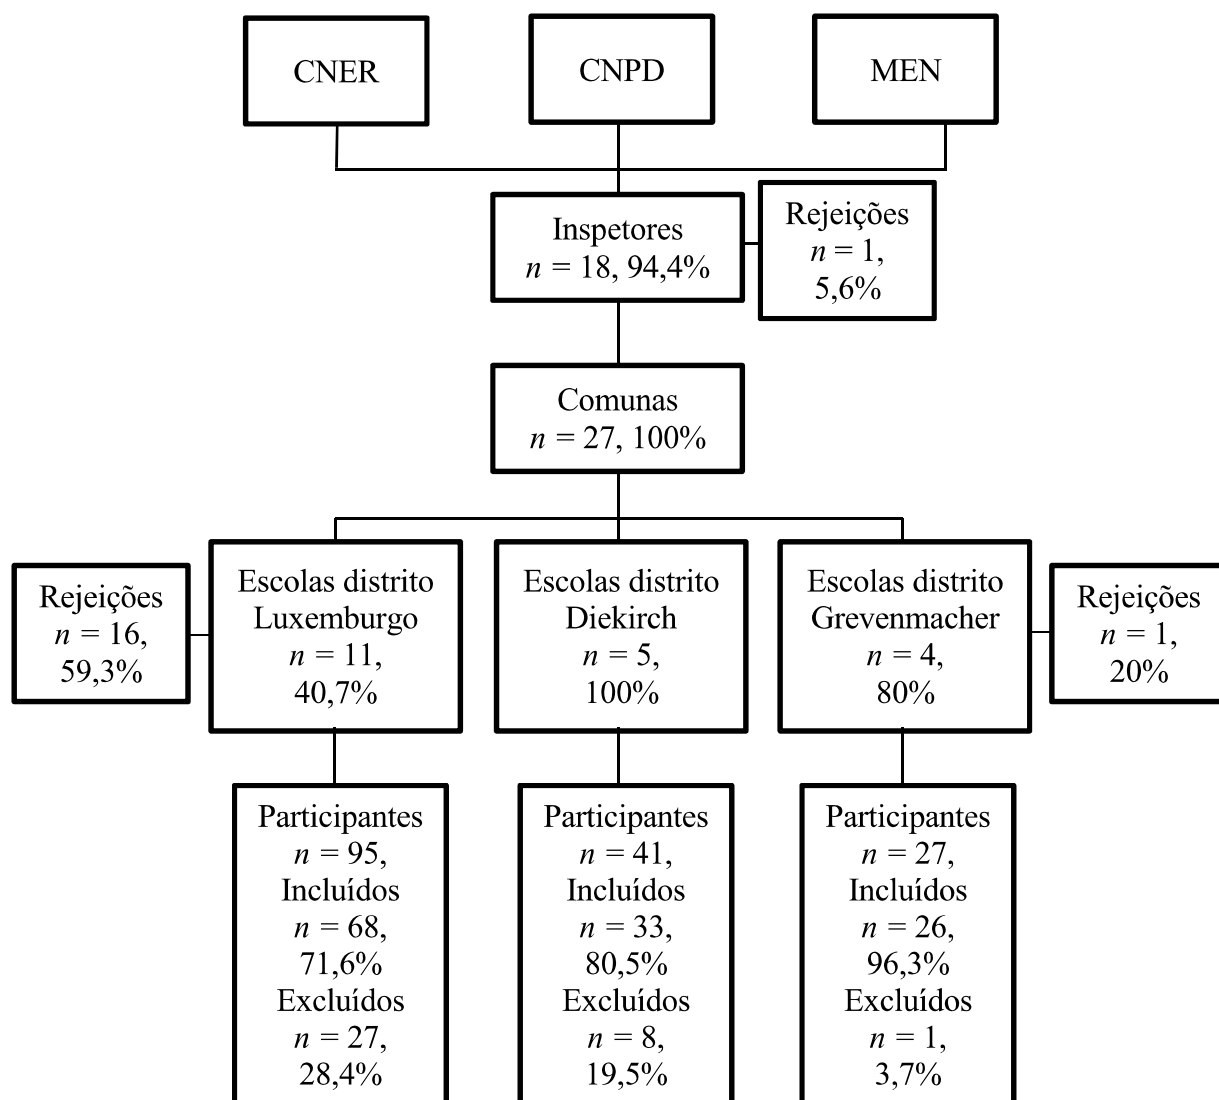 CNER
CNPD
MEN
Inspetores
n = 18, 94,4%
Rejeições
n = 1,
5,6%
Comunas
n = 27, 100%
Rejeições
n = 16,
59,3%
Escolas distrito
Luxemburgo
n = 11,
40,7%
Escolas distrito
Diekirch
n = 5,
100%
Escolas distrito
Grevenmacher
n = 4,
80%
Rejeições
n = 1,
20%
Participantes
n = 95,
Incluídos
n = 68,
71,6%
Excluídos
n = 27,
28,4%
Participantes
n = 41,
Incluídos
n = 33,
80,5%
Excluídos
n = 8,
19,5%
Participantes
n = 27,
Incluídos
n = 26,
96,3%
Excluídos
n = 1,
3,7%